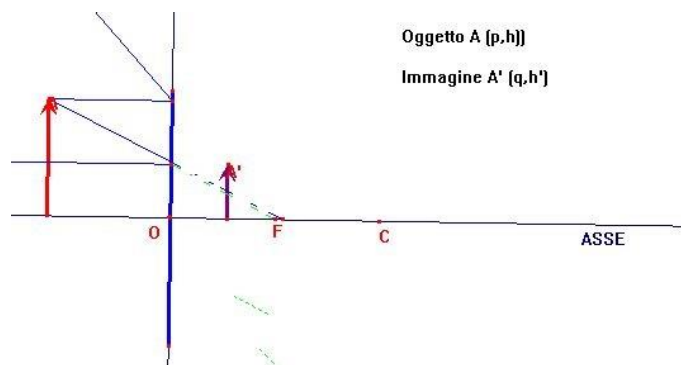 Oggetto A (p,h))
Immagine A' (q,h')
A'
O
F
C
ASSE